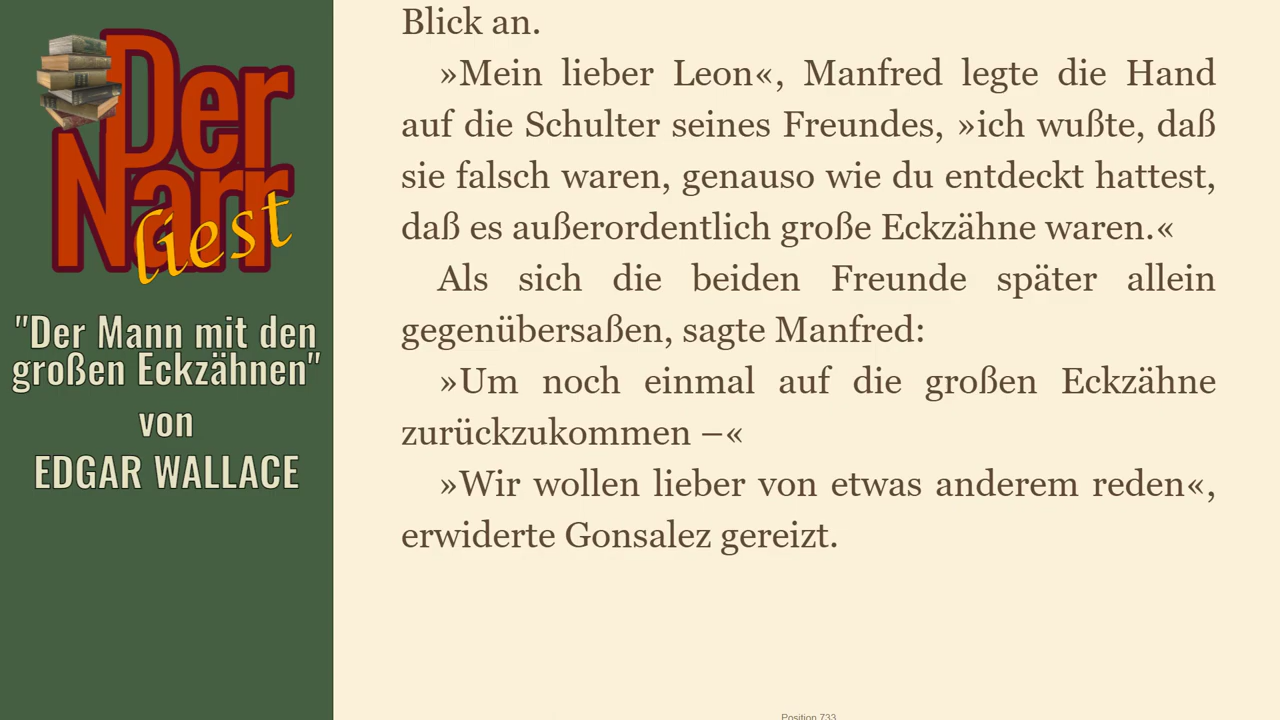 Der
Narr
liest
"Der Mann mit den
großen Eckzähnen"
von
EDGAR WALLACE
Blick an.
»Mein lieber Leon«, Manfred legte die Hand
auf die Schulter seines Freundes, »ich wußte, daß
sie falsch waren, genauso wie du entdeckt hattest,
daß es außerordentlich große Eckzähne waren.«
Als sich die beiden Freunde später allein
gegenübersaßen, sagte Manfred:
»Um noch einmal auf die großen Eckzähne
zurückzukommen –«
»Wir wollen lieber von etwas anderem reden«,
erwiderte Gonsalez gereizt.
Position 733